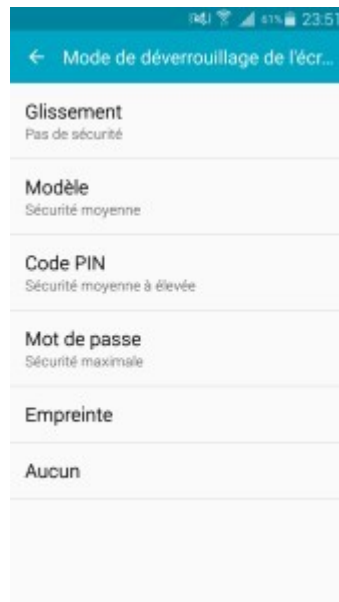 41% 23:51
Mode de déverrouillage de l'écr...
Glissement
Pas de sécurité
Modèle
Sécurité moyenne
Code PIN
Sécurité moyenne à élevée
Mot de passe
Sécurité maximale
Empreinte
Aucun